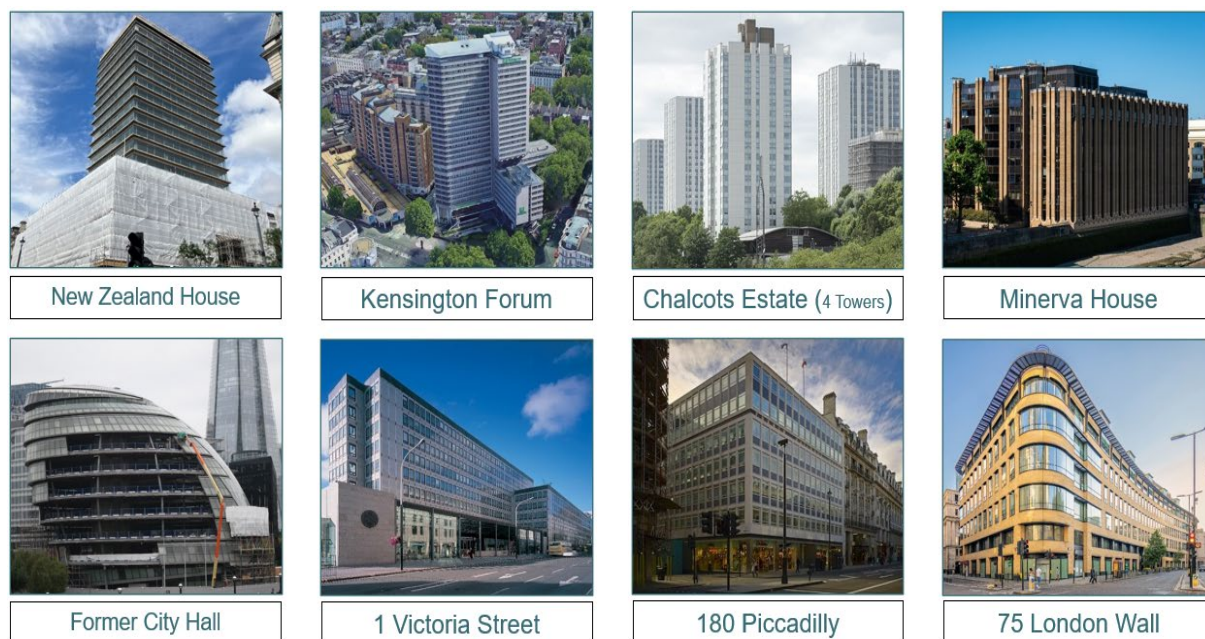 New Zealand House
Kensington Forum
Chalcots Estate (4 Towers)
Minerva House
Former City Hall
1 Victoria Street
180 Piccadilly
75 London Wall